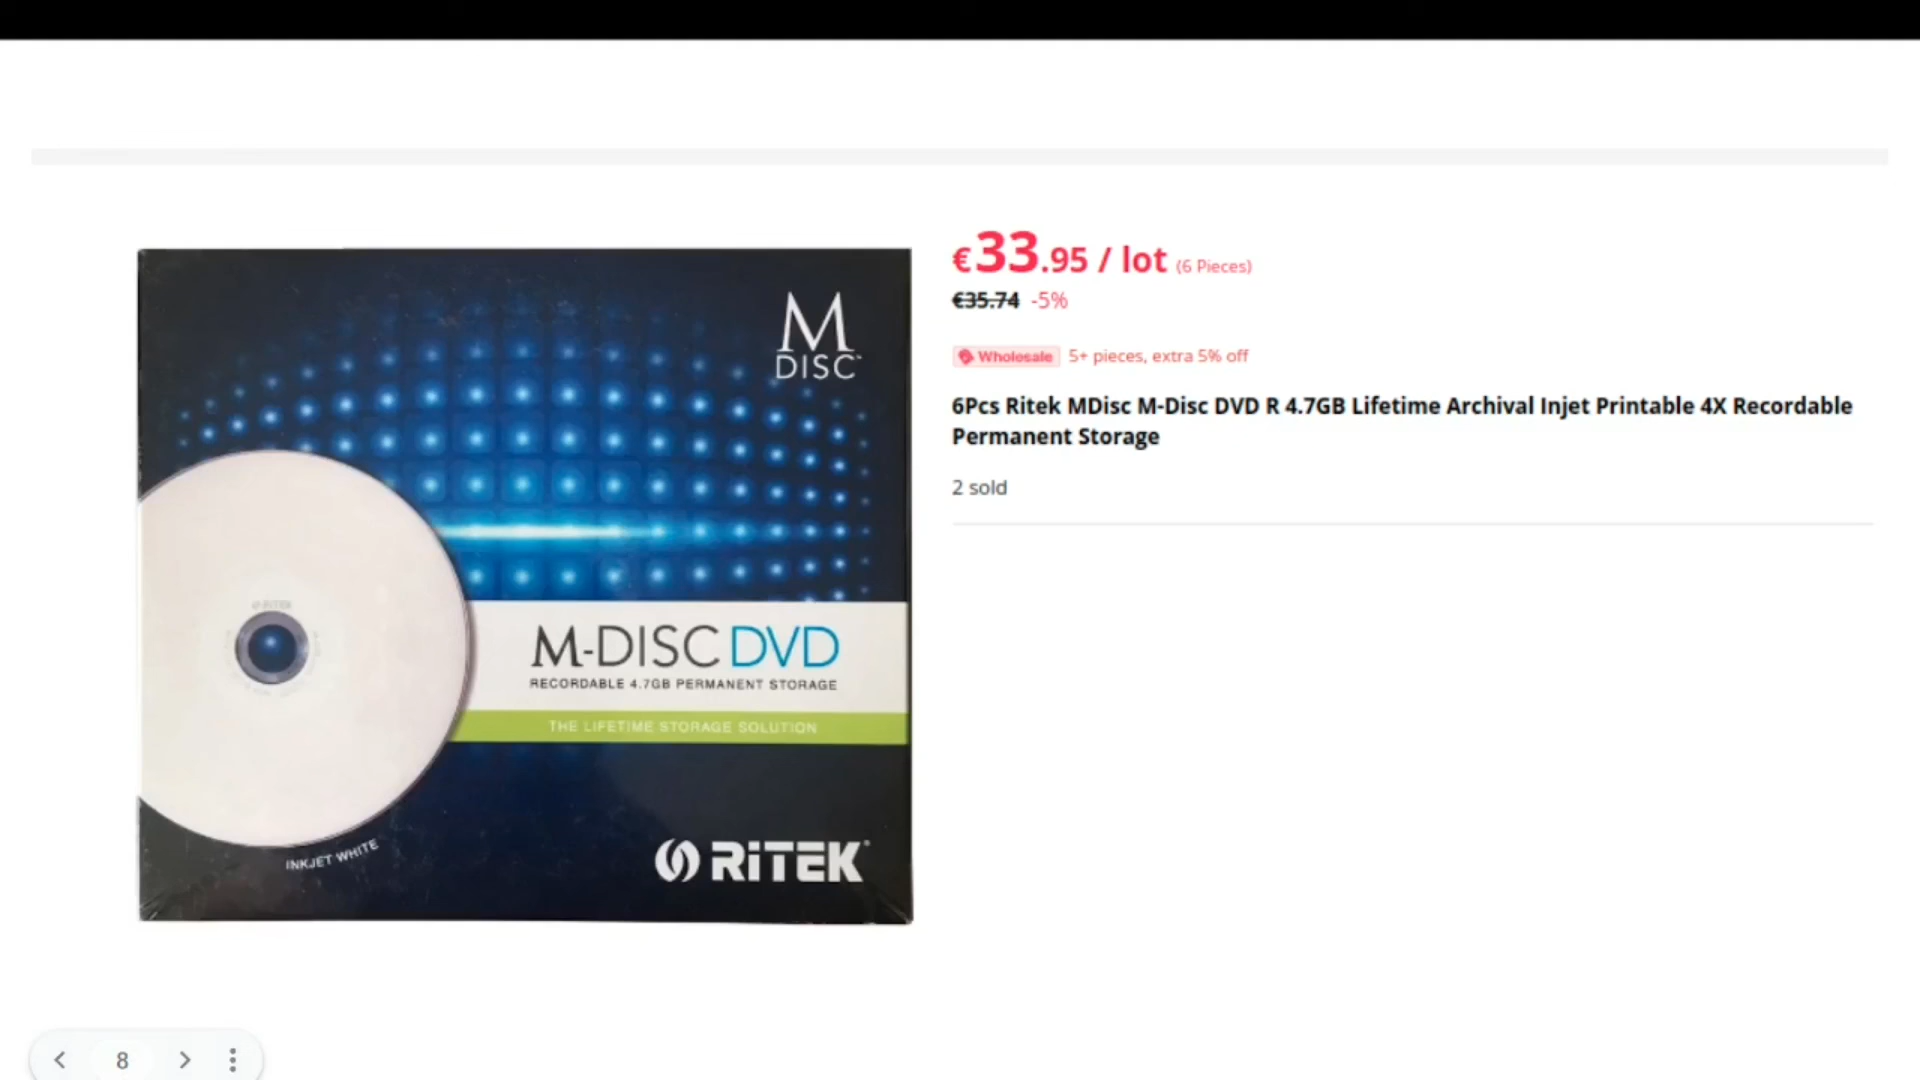 M
DISC™
M-DISC DVD
RECORDABLE 4.7GB PERMANENT STORAGE
THE LIFETIME STORAGE SOLUTION
RITEK
INKJET WHITE
RiTEK®
€33.95 / lot (6 Pieces)
€35.74 -5%
Wholesale 5+ pieces, extra 5% off
6Pcs Ritek MDisc M-Disc DVD R 4.7GB Lifetime Archival Injet Printable 4X Recordable
Permanent Storage
2 sold
8